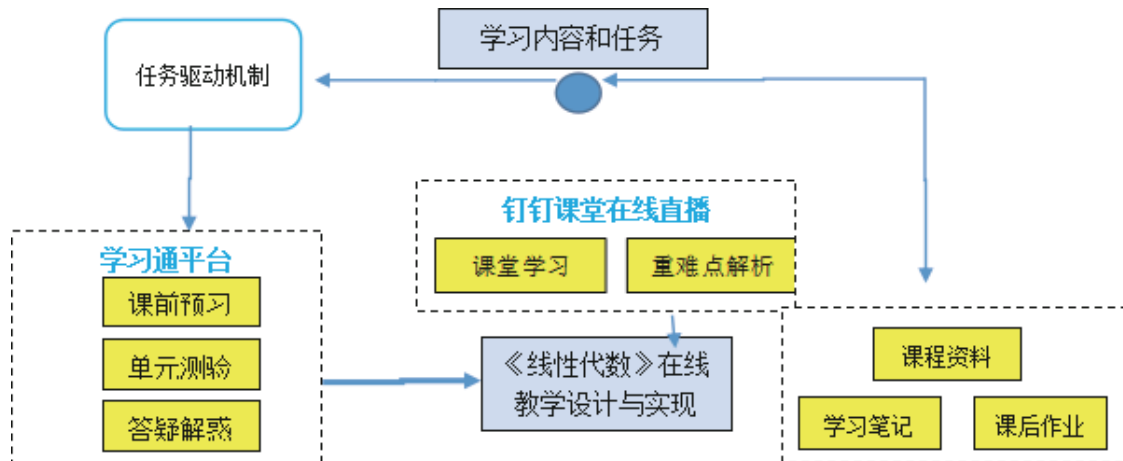 学习内容和任务
任务驱动机制
钉钉课堂在线直播
课堂学习
重难点解析
学习通平台
课前预习
单元测验
答疑解惑
《线性代数》在线
教学设计与实现
课程资料
学习笔记
课后作业